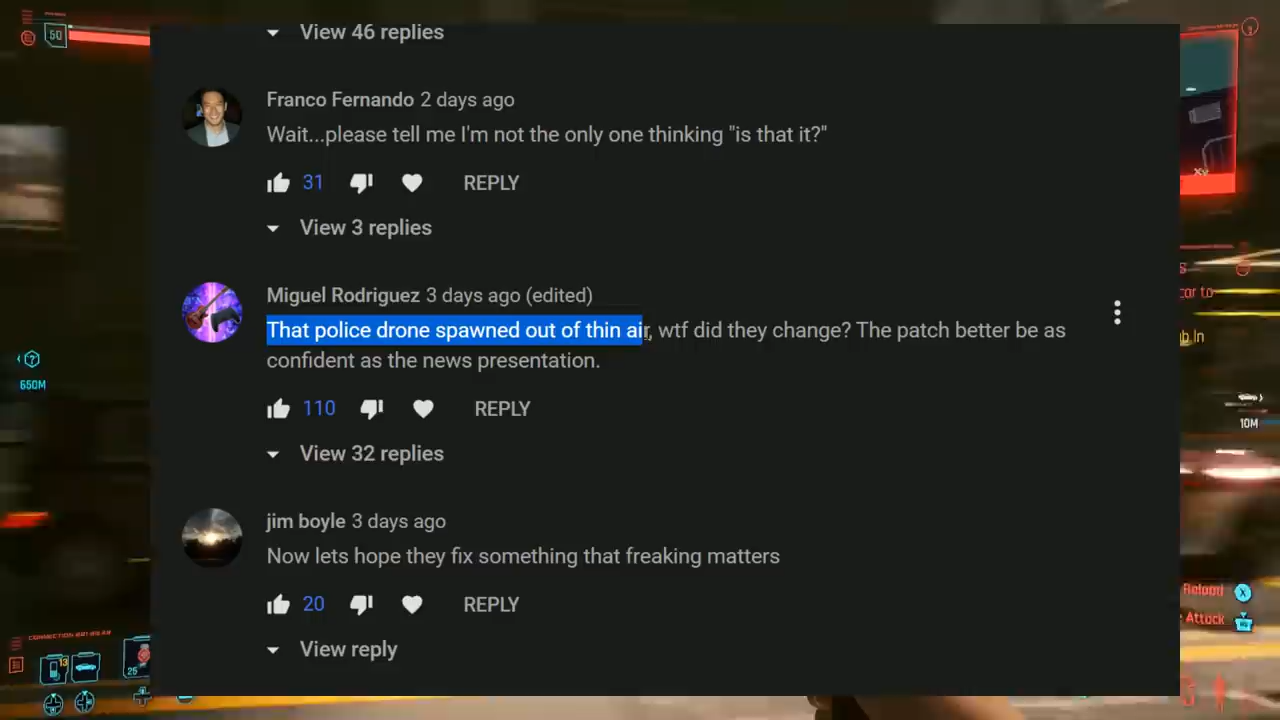 View 46 replies
50
Franco Fernando 2 days ago
Wait...please tell me I'm not the only one thinking "is that it?"
31
REPLY
View 3 replies
Miguel Rodriguez 3 days ago (edited)
That police drone spawned out of thin air, wtf did they change? The patch better be as
confident as the news presentation.
110
REPLY
View 32 replies
650M
10M
jim boyle 3 days ago
Now lets hope they fix something that freaking matters
20
REPLY
View reply
Reload X
Attack
13
25